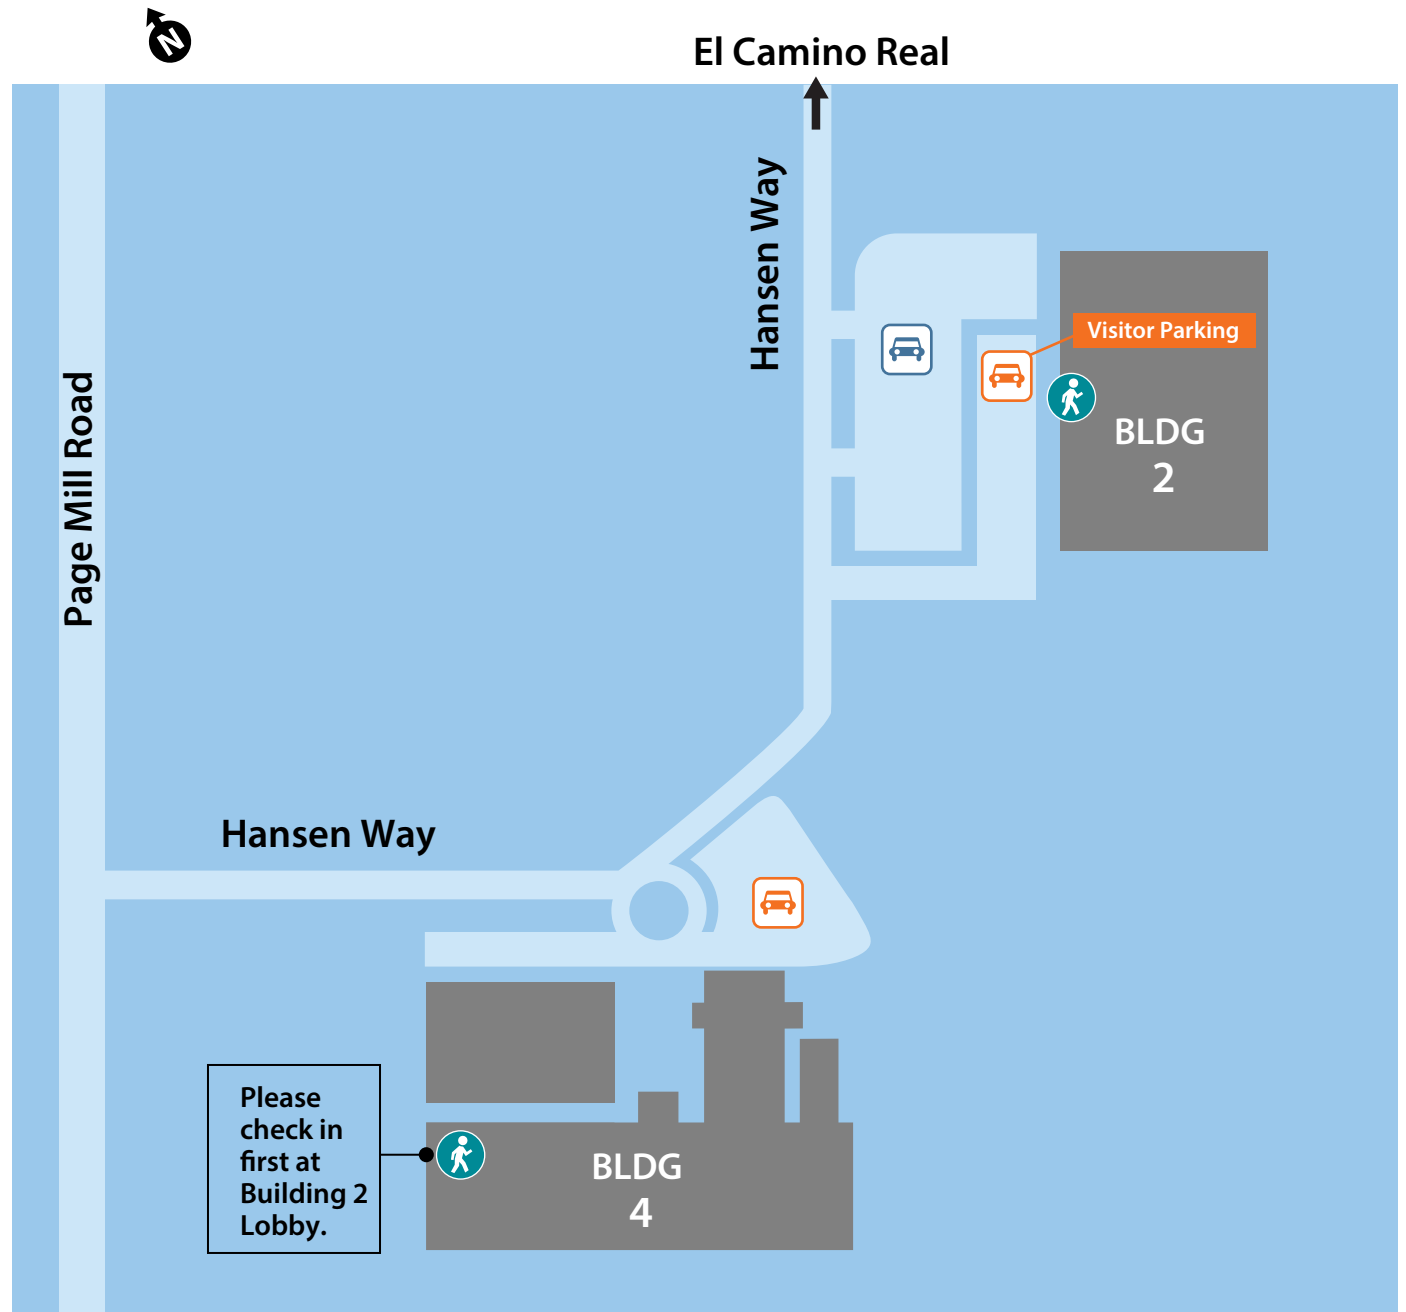 N
El Camino Real
Hansen Way
Visitor Parking
BLDG
2
Page Mill Road
Hansen Way
Please
check in
first at
Building 2
Lobby.
BLDG
4